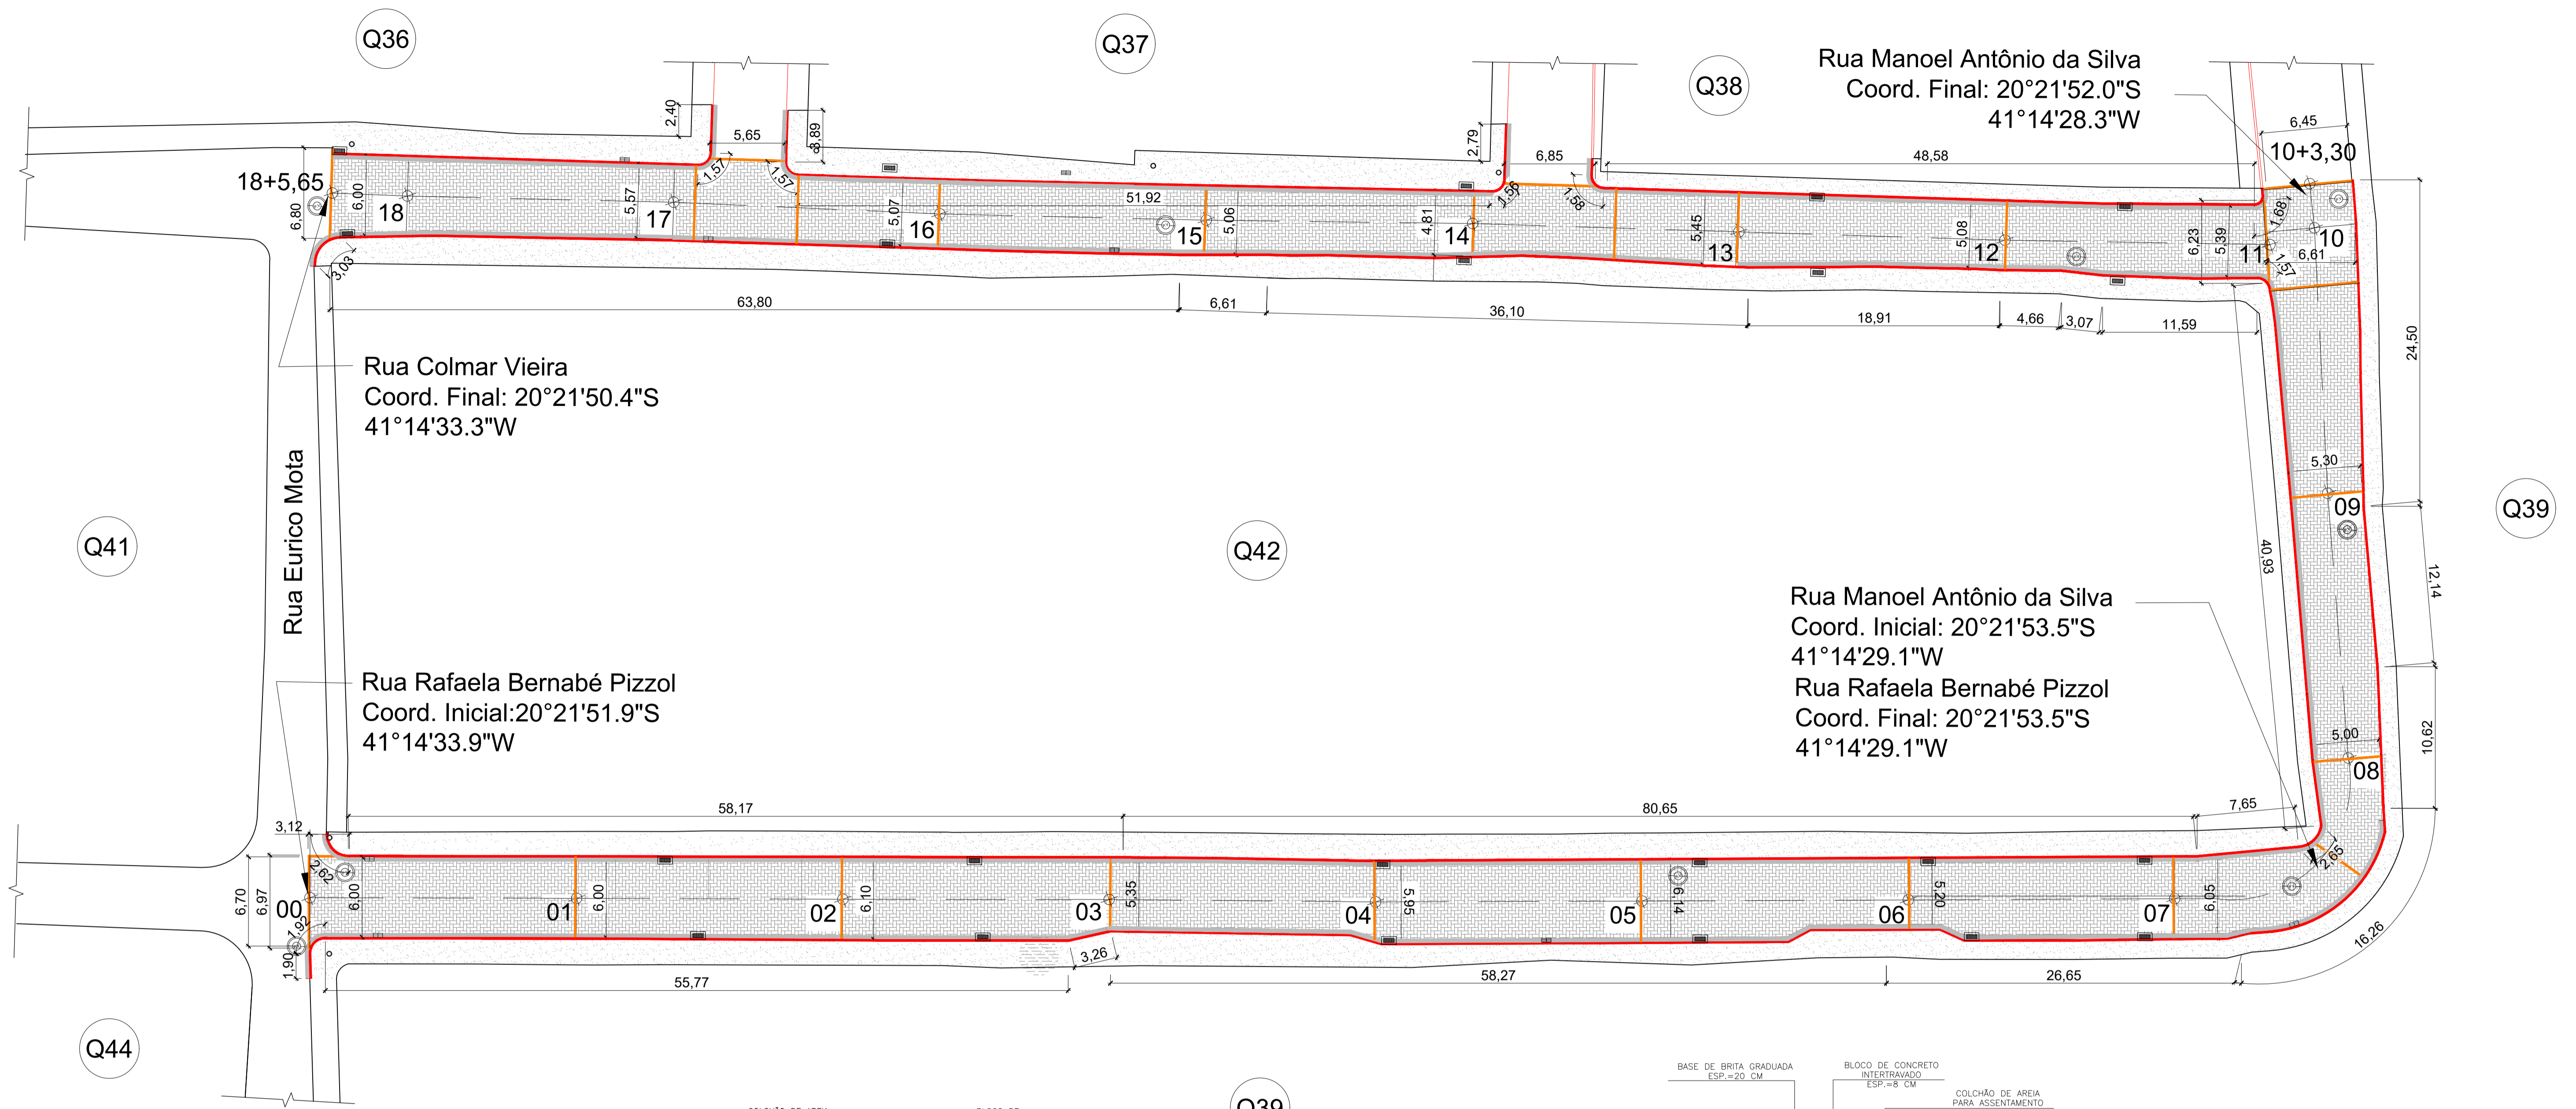 Q36
Q37
Q38
Rua Manoel Antônio da Silva
Coord. Final: 20°21'52.0"S
41°14'28.3"W
2,40
5,65
3,89
2,79
6,85
48,58
6,45
10+3,30
18+5,65
6,80
6,00
18
5,57
17
1,57
1,57
5,07
16
51,92
15
5,06
4,81
14
1,56
1,58
5,45
13
5,08
12
6,23
5,39
11
1,68
10
6,61
1,57
3,03
63,80
6,61
36,10
18,91
4,66
3,07
11,59
24,50
Rua Colmar Vieira
Coord. Final: 20°21'50.4"S
41°14'33.3"W
Rua Eurico Mota
5,30
09
Q41
Q42
Q39
40,93
12,14
Rua Manoel Antônio da Silva
Coord. Inicial: 20°21'53.5"S
41°14'29.1"W
Rua Rafaela Bernabé Pizzol
Coord. Final: 20°21'53.5"S
41°14'29.1"W
Rua Rafaela Bernabé Pizzol
Coord. Inicial:20°21'51.9"S
41°14'33.9"W
5,00
08
10,62
58,17
80,65
7,65
3,12
2,62
6,70
6,97
00
6,00
01
6,00
02
6,10
03
5,35
04
5,95
05
6,14
06
5,20
07
6,05
2,65
1,92
1,90
55,77
3,26
58,27
26,65
16,26
Q44
Q39
BASE DE BRITA GRADUADA
ESP.=20 CM
BLOCO DE CONCRETO
INTERTRAVADO
ESP.=8 CM
COLCHÃO DE AREIA
PARA ASSENTAMENTO
COLCHÃO DE AREIA
BLOCO DE